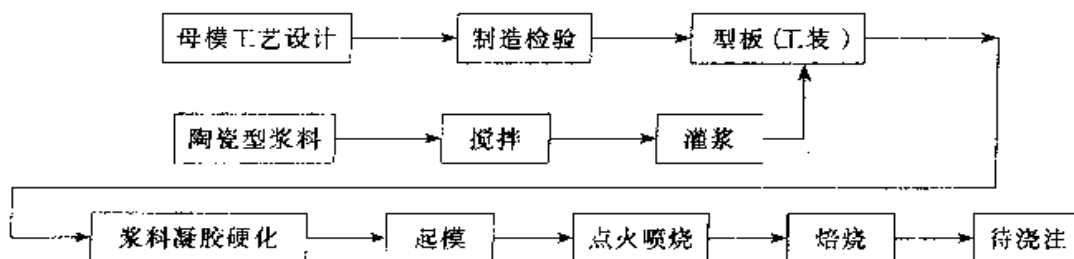 母模工艺设计 制造检验 型板(工装)
陶瓷型浆料 搅拌 灌浆
浆料凝胶硬化 起模 点火喷烧 焙烧 待浇注